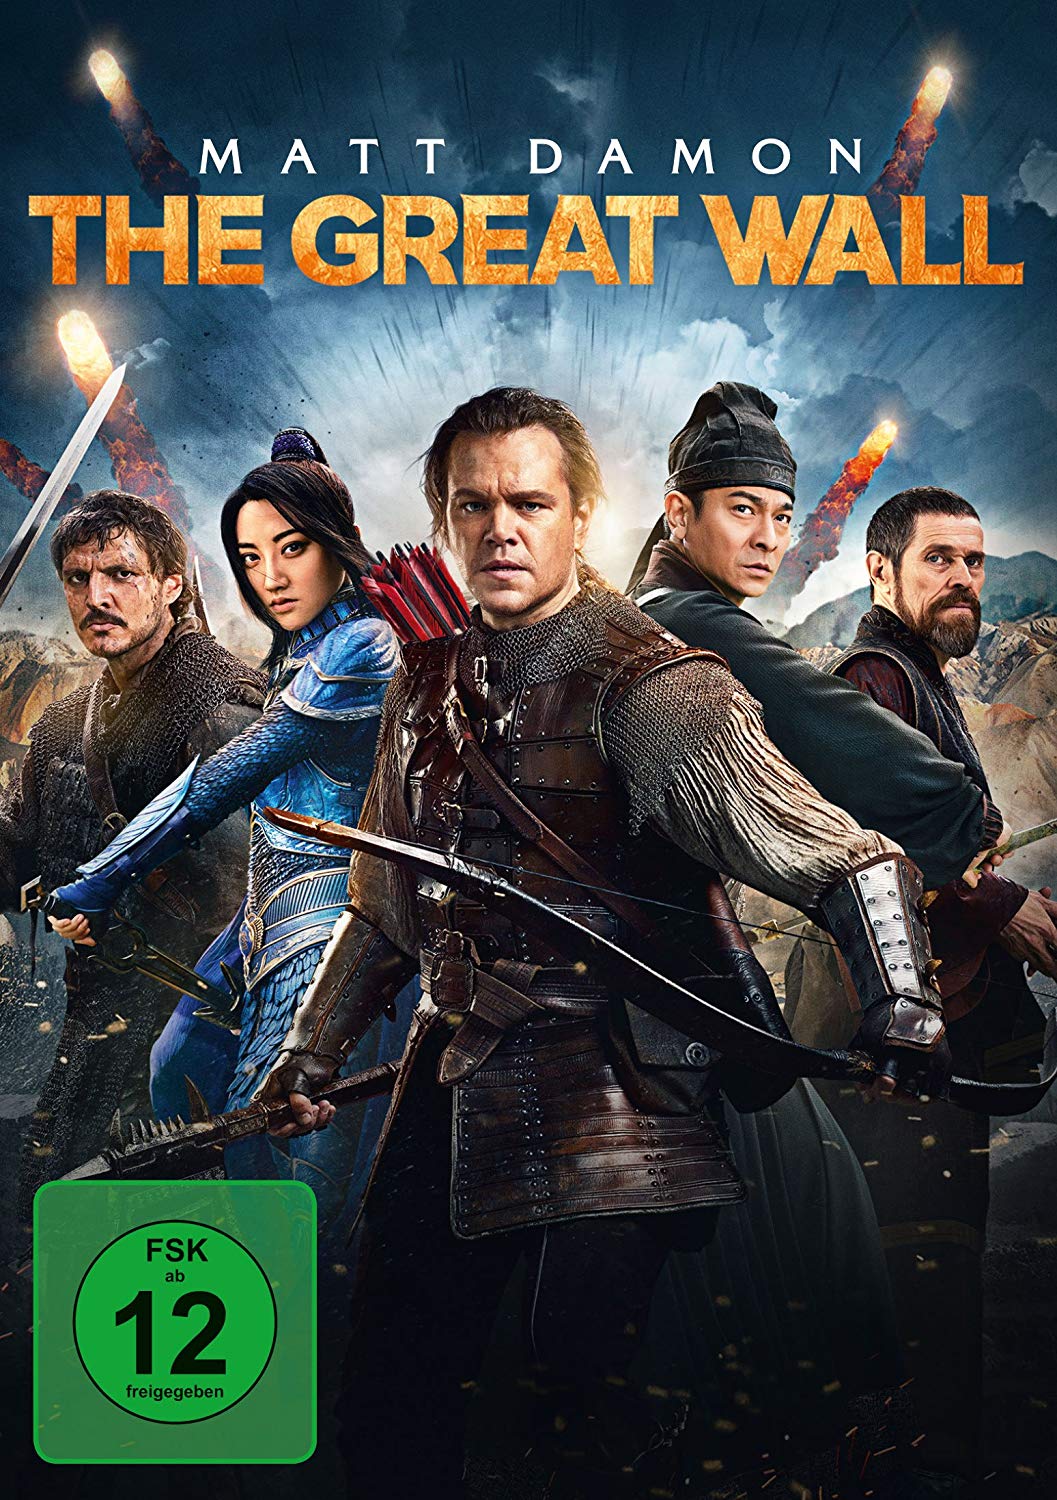 MATT DAMON
THE GREAT WALL
FSK
ab
12
freigegeben